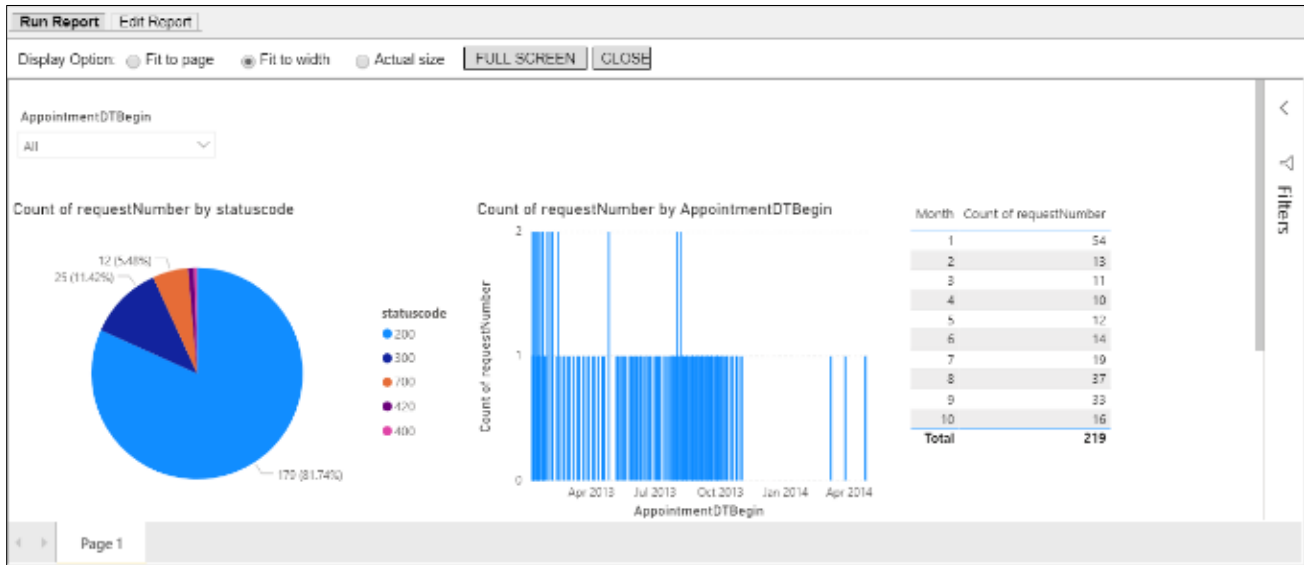 Run Report Edit Report
Display Option: Fit to page Fit to width Actual size FULL SCREEN CLOSE
AppointmentDTBegin
All
Filters
Count of requestNumber by statuscode
12 (5.48%)
25 (11.42%)
179 (81.74%)
statuscode
200
300
700
420
400
Count of requestNumber by AppointmentDTBegin
Count of requestNumber
2
1
0
Apr 2013 Jul 2013 Oct 2013 Jan 2014 Apr 2014
AppointmentDTBegin
Month Count of requestNumber
1 54
2 13
3 11
4 10
5 12
6 14
7 19
8 37
9 33
10 16
Total 219
Page 1